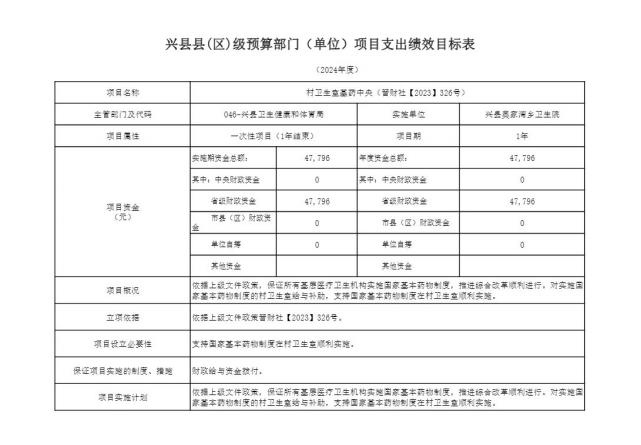 兴县县(区)级预算部门（单位）项目支出绩效目标表
（2024年度）
项目名称 村卫生室基药中央（晋财社【2023】326号）
主管部门及代码 046-兴县卫生健康和体育局 实施单位 兴县奥家湾乡卫生院
项目属性 一次性项目（1年结束） 项目期 1年
项目资金
（元）
实施期资金总额: 47,796 年度资金总额: 47,796
其中: 中央财政资金 0 其中: 中央财政资金 0
省级财政资金 47,796 省级财政资金 47,796
市县（区）财政资金 0 市县（区）财政资金 0
单位自筹 0 单位自筹 0
其他资金 其他资金
项目概况 依据上级文件政策，保证所有基层医疗卫生机构实施国家基本药物制度，推进综合改革顺利进行。对实施国
家基本药物制度的村卫生室给与补助，支持国家基本药物制度在村卫生室顺利实施。
立项依据 依据上级文件政策晋财社【2023】326号。
项目设立必要性 支持国家基本药物制度在村卫生室顺利实施。
保证项目实施的制度、措施 财政给与资金拨付。
项目实施计划 依据上级文件政策，保证所有基层医疗卫生机构实施国家基本药物制度，推进综合改革顺利进行。对实施国
家基本药物制度的村卫生室给与补助，支持国家基本药物制度在村卫生室顺利实施。